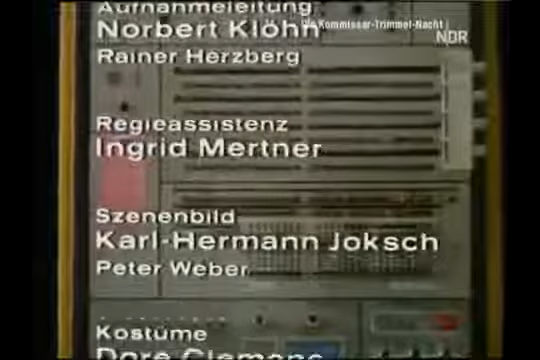 Aufnahmeleitung
Die Kommissar-Trimmel-Nacht
Norbert Klöhn
NDR
Rainer Herzberg
Regieassistenz
Ingrid Mertner
Szenenbild
Karl-Hermann Joksch
Peter Weber
Kostüme
Dore